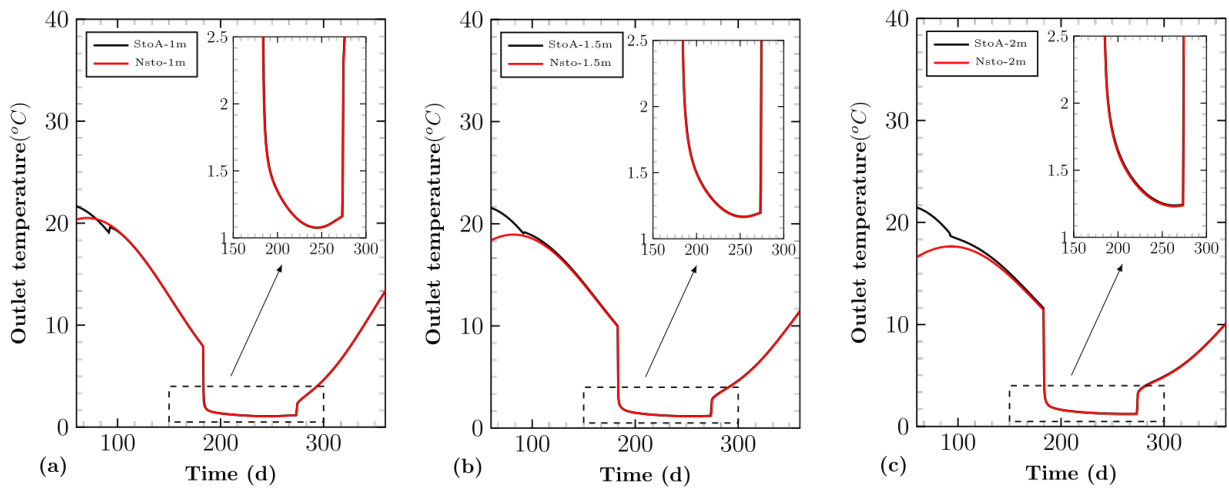 40
30
20
10
0
Outlet temperature(°C)
StoA-1m
Nsto-1m
2.5
2
1.5
1
150 200 250 300
100 200 300
(a)
Time (d)
40
30
20
10
0
Outlet temperature(°C)
StoA-1.5m
Nsto-1.5m
2.5
2
1.5
1
150 200 250 300
100 200 300
(b)
Time (d)
40
30
20
10
0
Outlet temperature(°C)
StoA-2m
Nsto-2m
2.5
2
1.5
1
150 200 250 300
100 200 300
(c)
Time (d)